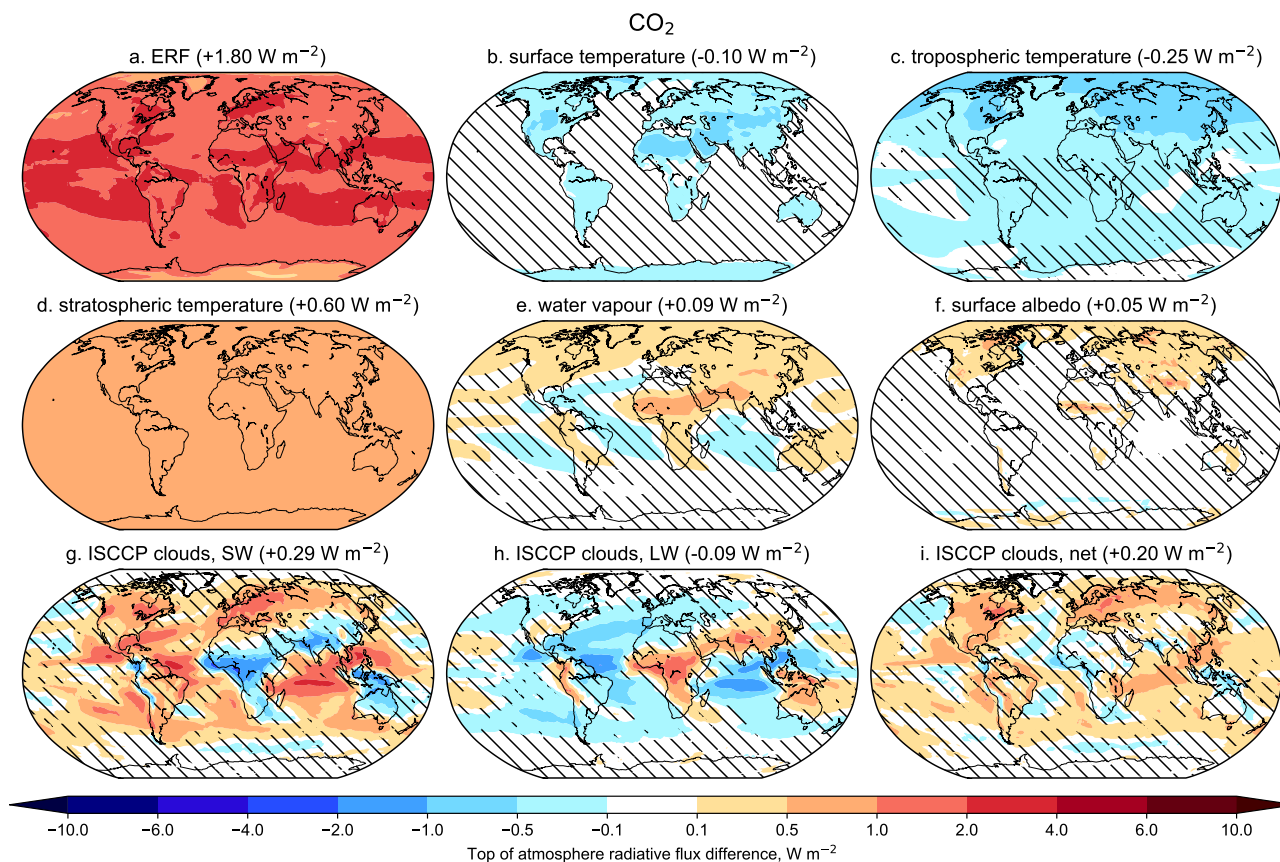 CO₂
a. ERF (+1.80 W m⁻²)
b. surface temperature (-0.10 W m⁻²)
c. tropospheric temperature (-0.25 W m⁻²)
d. stratospheric temperature (+0.60 W m⁻²)
e. water vapour (+0.09 W m⁻²)
f. surface albedo (+0.05 W m⁻²)
g. ISCCP clouds, SW (+0.29 W m⁻²)
h. ISCCP clouds, LW (-0.09 W m⁻²)
i. ISCCP clouds, net (+0.20 W m⁻²)
−10.0 −6.0 −4.0 −2.0 −1.0 −0.5 −0.1 0.1 0.5 1.0 2.0 4.0 6.0 10.0
Top of atmosphere radiative flux difference, W m⁻²